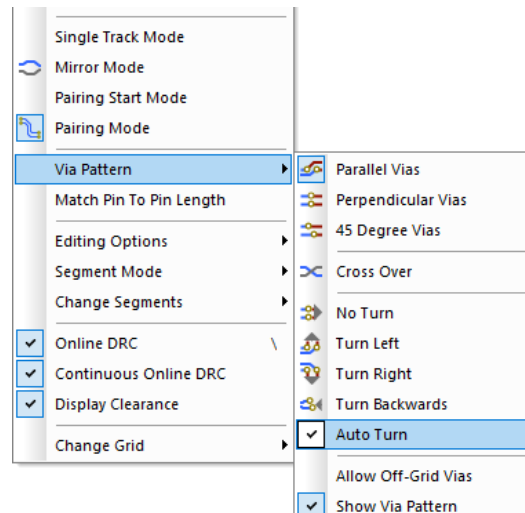 Single Track Mode
Mirror Mode
Pairing Start Mode
Pairing Mode
Via Pattern
Match Pin To Pin Length
Editing Options
Segment Mode
Change Segments
Online DRC \
Continuous Online DRC
Display Clearance
Change Grid
Parallel Vias
Perpendicular Vias
45 Degree Vias
Cross Over
No Turn
Turn Left
Turn Right
Turn Backwards
Auto Turn
Allow Off-Grid Vias
Show Via Pattern